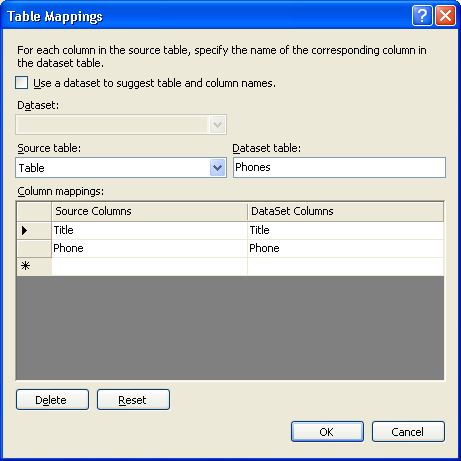 Table Mappings
For each column in the source table, specify the name of the corresponding column in
the dataset table.
Use a dataset to suggest table and column names.
Dataset:
Source table: Dataset table:
Table Phones
Column mappings:
Source Columns DataSet Columns
Title Title
Phone Phone
Delete Reset
OK Cancel